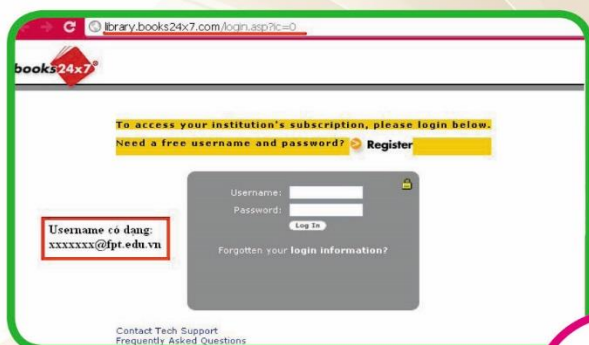 library.books24x7.com/login.asp?ic=0
books24x7
To access your institution's subscription, please login below.
Need a free username and password? Register
Username:
Password:
Log In
Username có dạng:
xxxxxxx@fpt.edu.vn
Forgotten your login information?
Contact Tech Support
Frequently Asked Questions